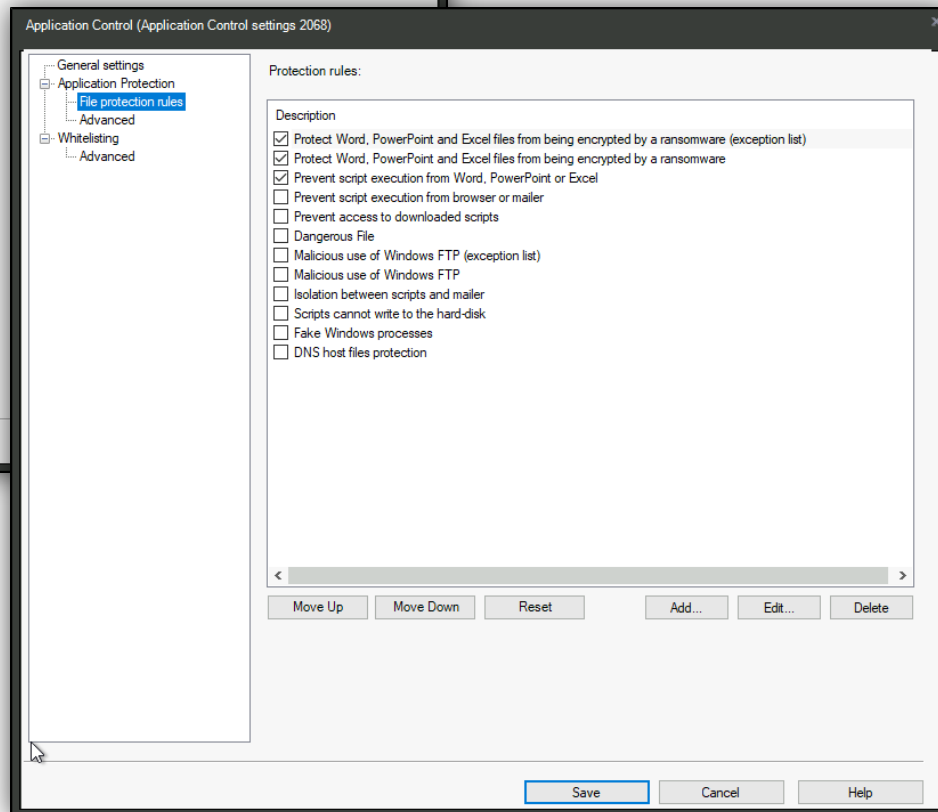 Application Control (Application Control settings 2068)
General settings
Application Protection
File protection rules
Advanced
Whitelisting
Advanced
Protection rules:
Description
Protect Word, PowerPoint and Excel files from being encrypted by a ransomware (exception list)
Protect Word, PowerPoint and Excel files from being encrypted by a ransomware
Prevent script execution from Word, PowerPoint or Excel
Prevent script execution from browser or mailer
Prevent access to downloaded scripts
Dangerous File
Malicious use of Windows FTP (exception list)
Malicious use of Windows FTP
Isolation between scripts and mailer
Scripts cannot write to the hard-disk
Fake Windows processes
DNS host files protection
Move Up Move Down Reset Add... Edit... Delete
Save Cancel Help